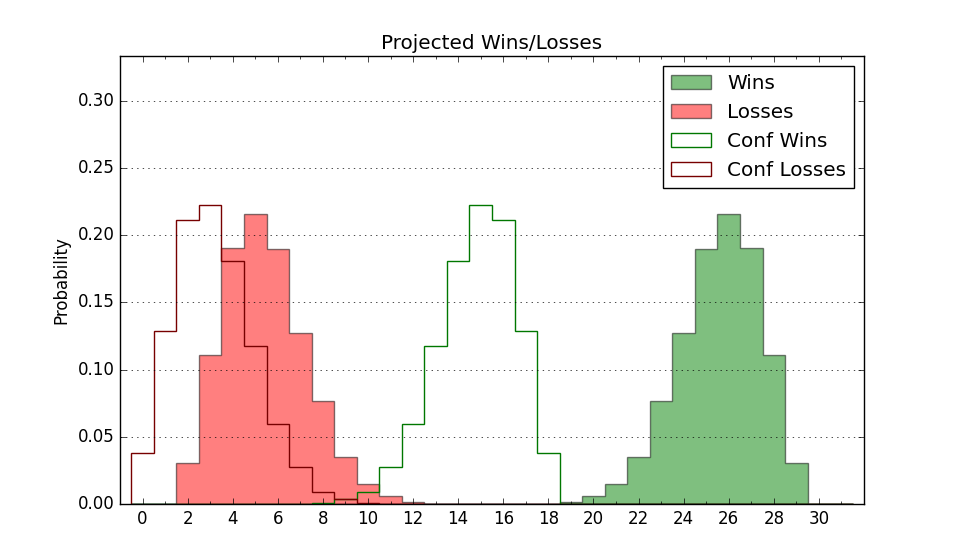 Projected Wins/Losses
Wins
Losses
Conf Wins
Conf Losses
0.30
0.25
0.20
0.15
0.10
0.05
0.00
Probability
0 2 4 6 8 10 12 14 16 18 20 22 24 26 28 30